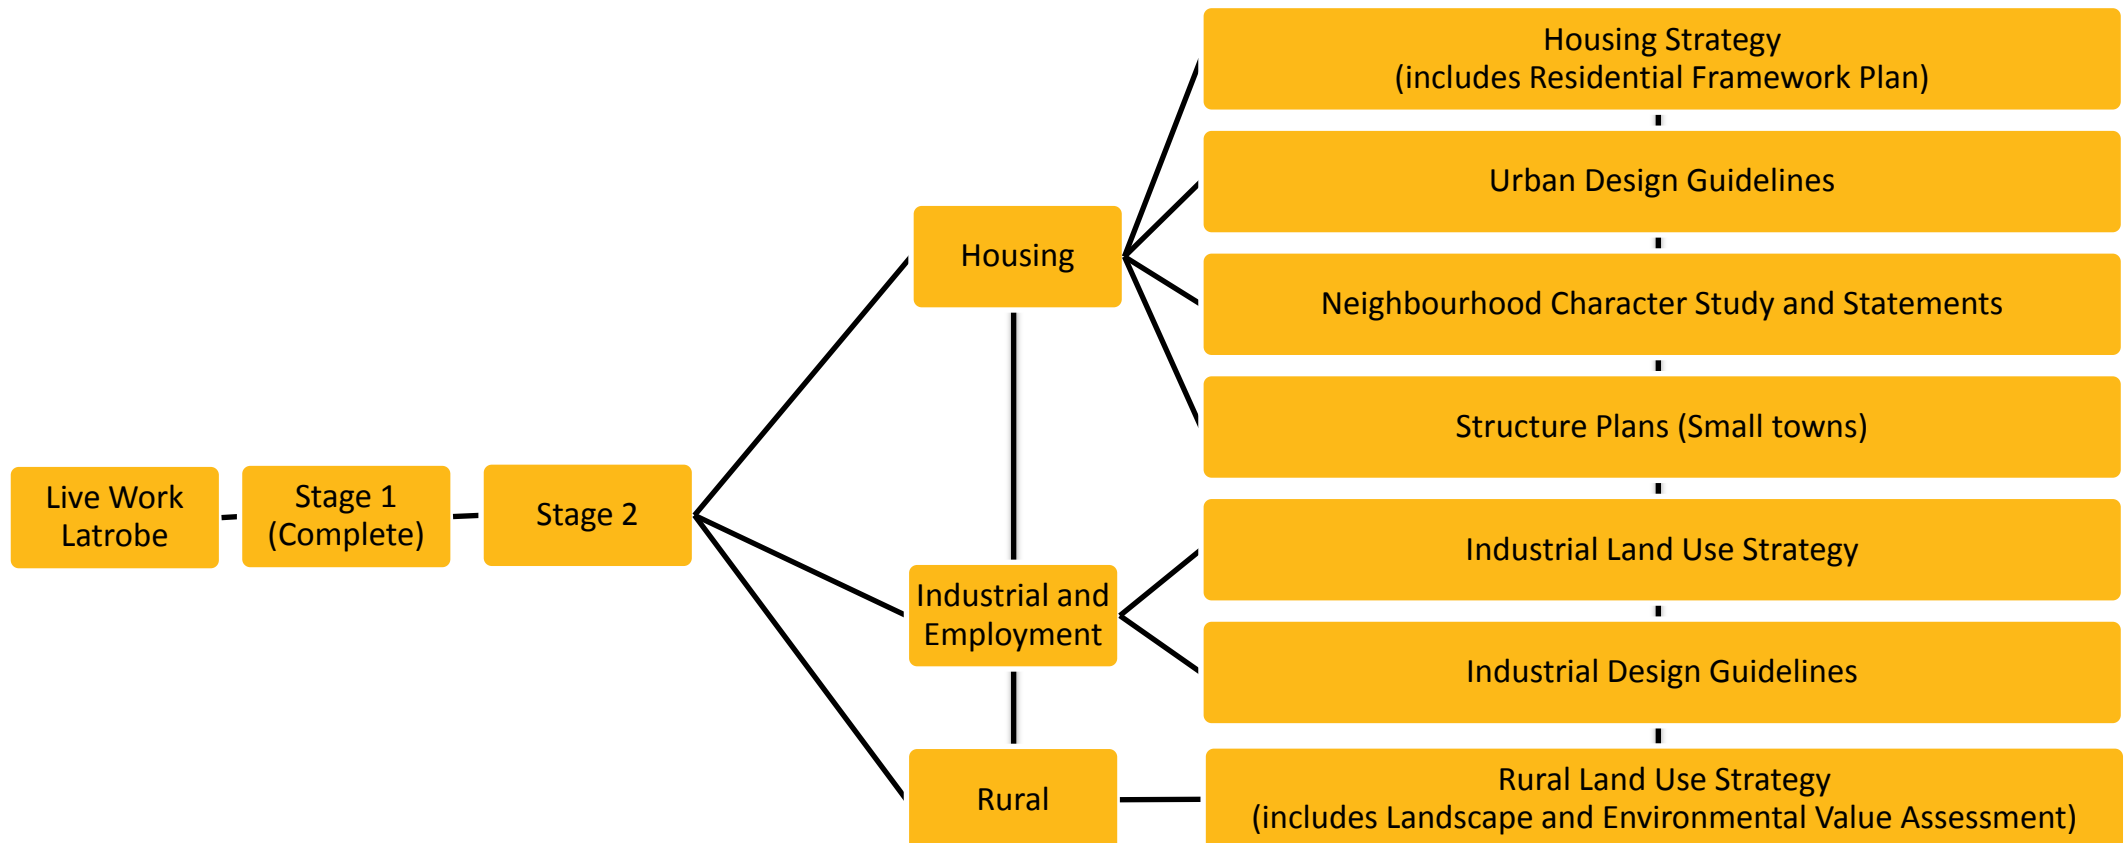 Live Work
Latrobe
Stage 1
(Complete)
Stage 2
Housing
Industrial and
Employment
Rural
Housing Strategy
(includes Residential Framework Plan)
Urban Design Guidelines
Neighbourhood Character Study and Statements
Structure Plans (Small towns)
Industrial Land Use Strategy
Industrial Design Guidelines
Rural Land Use Strategy
(includes Landscape and Environmental Value Assessment)